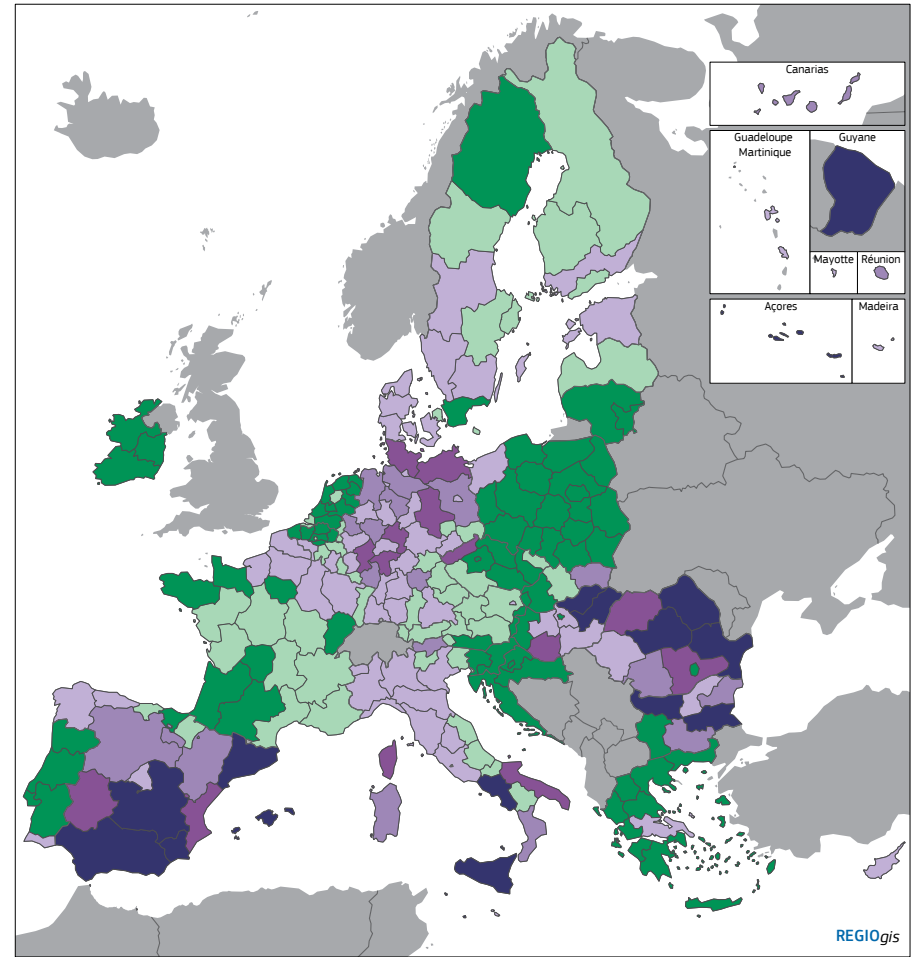 Canarias
Guadeloupe
Martinique
Guyane
Mayotte
Réunion
Açores
Madeira
REGIOgis